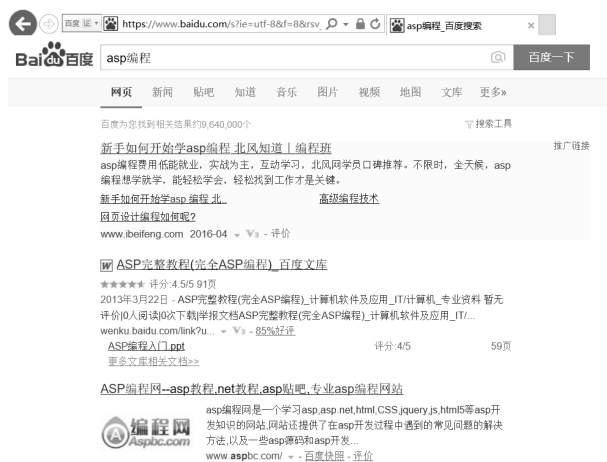 百度 证 https://www.baidu.com/s?ie=utf-8&f=8&rsv_ asp编程_百度搜索 ×
Bai百度 asp编程 百度一下
网页 新闻 贴吧 知道 音乐 图片 视频 地图 文库 更多»
百度为您找到相关结果约9,640,000个 搜索工具
新手如何开始学asp编程 北风知道|编程班 推广链接
asp编程费用低能就业，实战为主，互动学习，北风网学员口碑推荐。不限时，全天候，asp
编程想学就学，能轻松学会，轻松找到工作才是关键。
新手如何开始学asp 编程 北.. 高级编程技术
网页设计编程如何呢?
www.ibeifeng.com 2016-04 V3 - 评价
W ASP完整教程(完全ASP编程)_百度文库
★★★★★ 评分:4.5/5 91页
2013年3月22日 - ASP完整教程(完全ASP编程)_计算机软件及应用_IT/计算机_专业资料 暂无
评价|0人阅读|0次下载|举报文档ASP完整教程(完全ASP编程)_计算机软件及应用_IT/...
wenku.baidu.com/link?u... V3 - 85%好评
ASP编程入门.ppt 评分:4/5 59页
更多文库相关文档>>
ASP编程网--asp教程,net教程,asp贴吧,专业asp编程网站
asp编程网是一个学习asp,asp.net,html,CSS,jquery,js,html5等asp开
编程网 发知识的网站,网站还提供了在asp开发过程中遇到的常见问题的解决
Aspbc.com 方法,以及一些asp源码和asp开发...
www.aspbc.com/ - 百度快照 - 评价